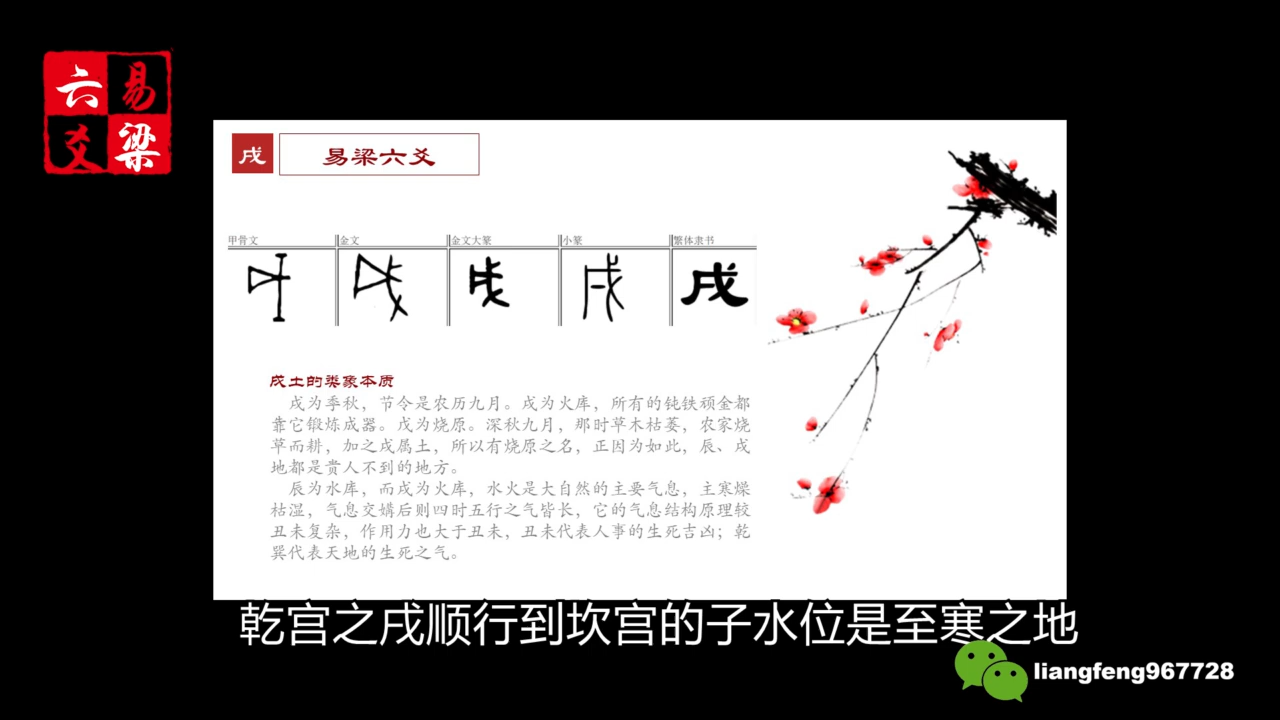 六易
爻梁
戌
易梁六爻
甲骨文
金文
金文大篆
小篆
繁体隶书
戌
戌土的类象本质
戌为季秋，节令是农历九月。戌为火库，所有的钝铁顽金都
靠它锻炼成器。戌为烧原。深秋九月，那时草木枯萎，农家烧
草而耕，加之戌属土，所以有烧原之名，正因为如此，辰、戌
地都是贵人不到的地方。
辰为水库，而戌为火库，水火是大自然的主要气息，主寒燥
枯湿，气息交媾后则四时五行之气皆长，它的气息结构原理较
丑未复杂，作用力也大于丑未，丑未代表人事的生死吉凶；乾
巽代表天地的生死之气。
乾宫之戌顺行到坎宫的子水位是至寒之地
liangfeng967728